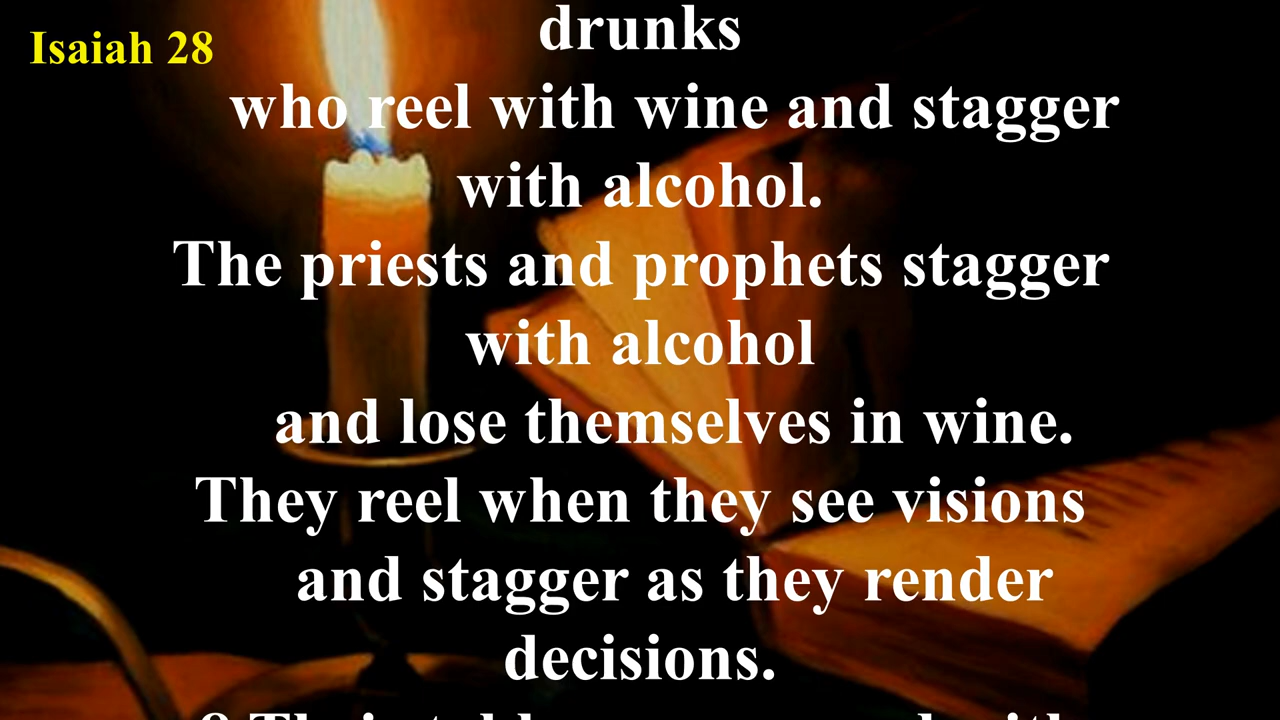 Isaiah 28
drunks
who reel with wine and stagger
with alcohol.
The priests and prophets stagger
with alcohol
and lose themselves in wine.
They reel when they see visions
and stagger as they render
decisions.